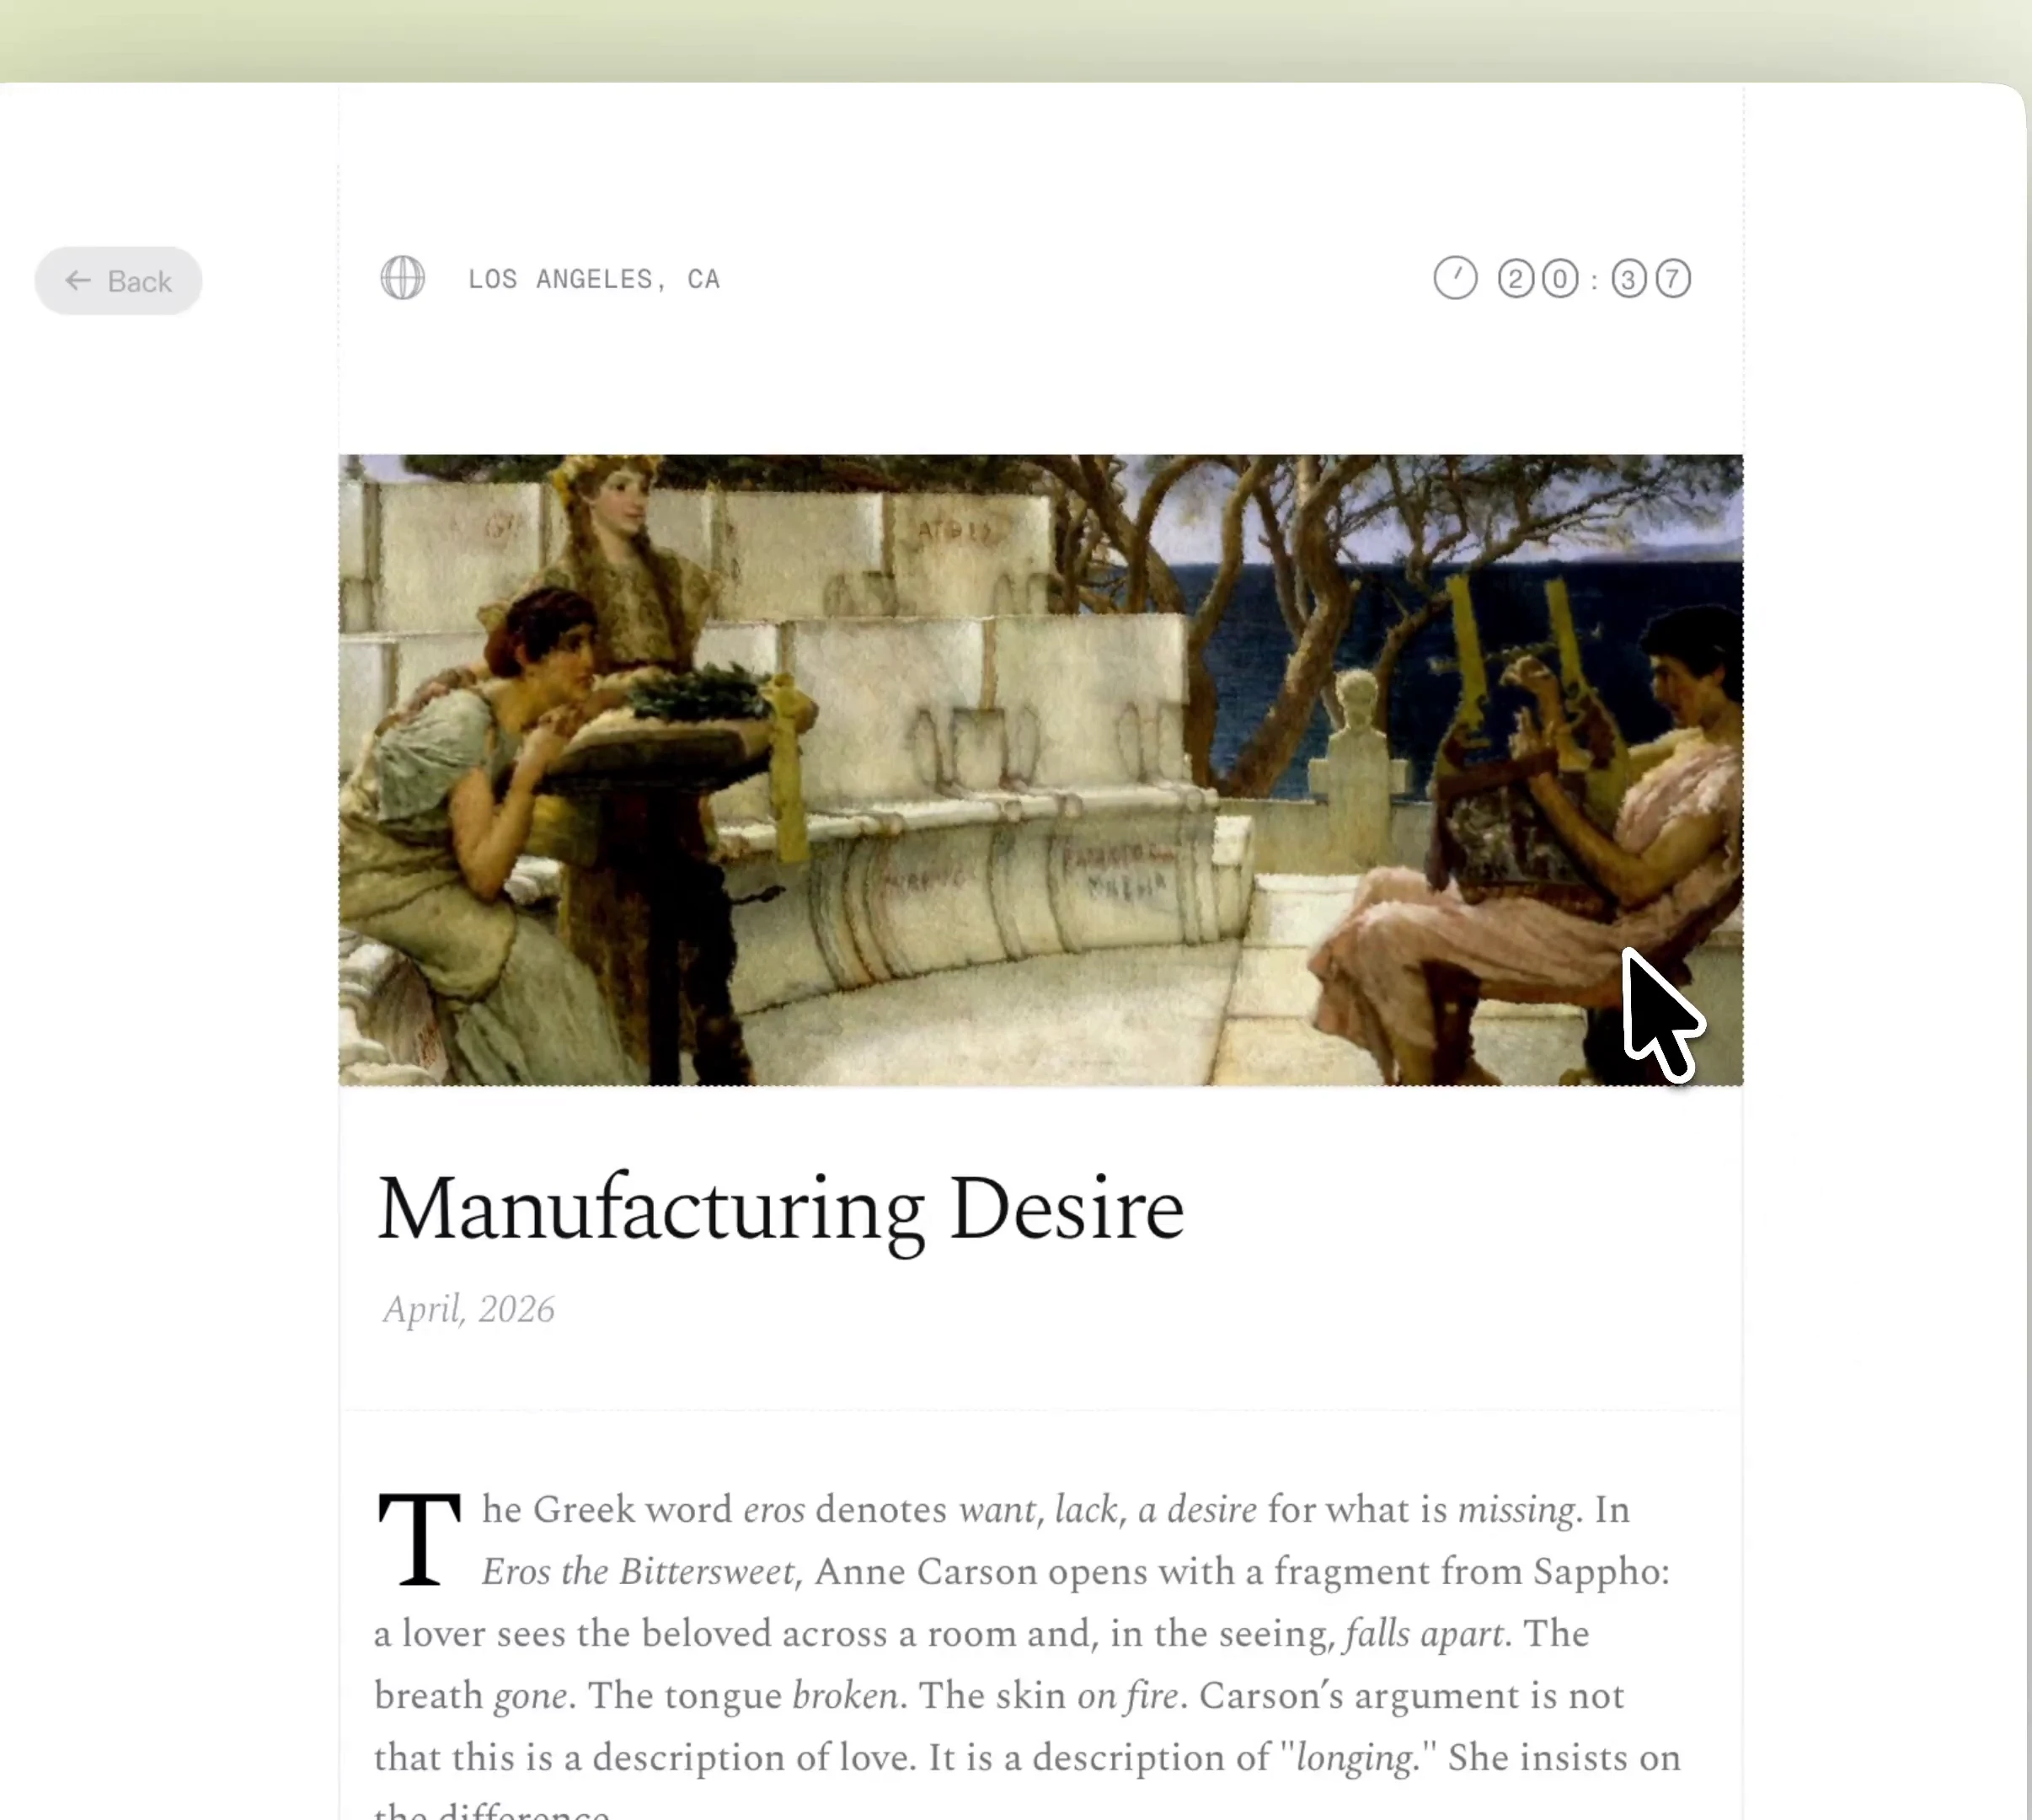 ← Back
LOS ANGELES, CA
20:37
Manufacturing Desire
April, 2026
The Greek word eros denotes want, lack, a desire for what is missing. In
Eros the Bittersweet, Anne Carson opens with a fragment from Sappho:
a lover sees the beloved across a room and, in the seeing, falls apart. The
breath gone. The tongue broken. The skin on fire. Carson′s argument is not
that this is a description of love. It is a description of "longing." She insists on
the difference